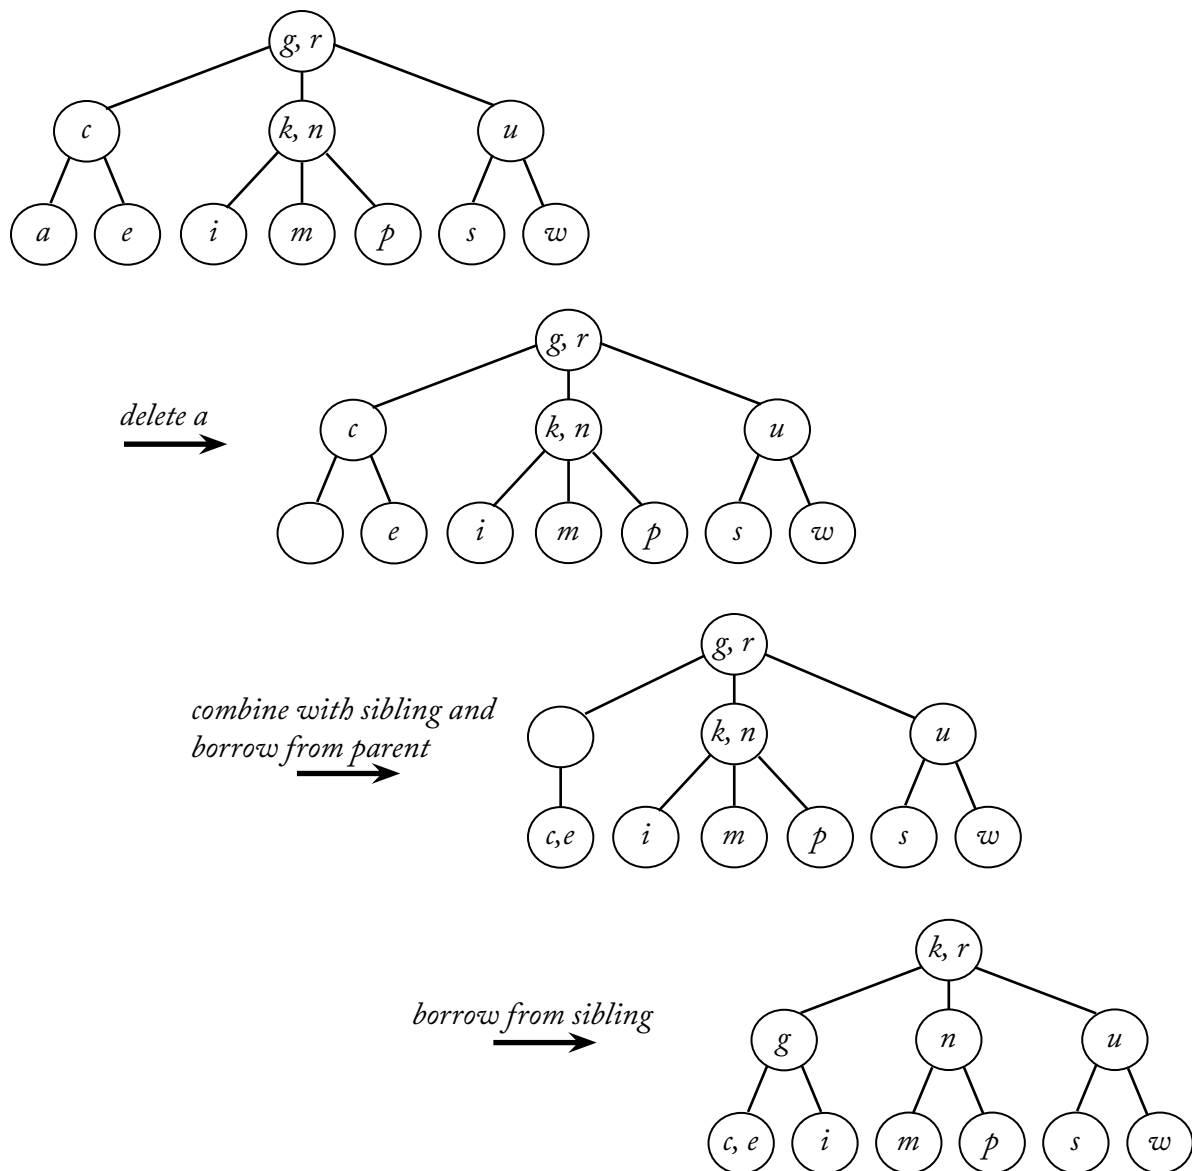 g, r
c k, n u
a e i m p s w
g, r
delete a
c k, n u
e i m p s w
g, r
combine with sibling and
borrow from parent
k, n u
c,e i m p s w
k, r
borrow from sibling
g n u
c, e i m p s w